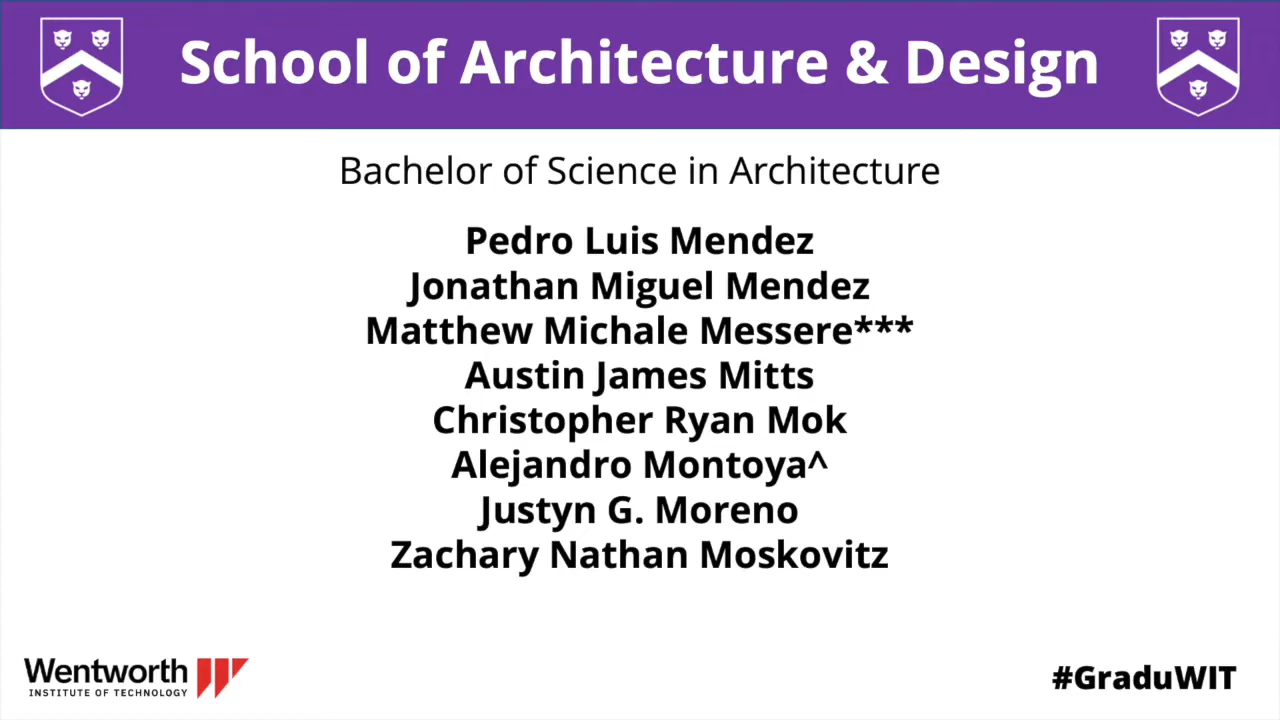 School of Architecture & Design
Bachelor of Science in Architecture
Pedro Luis Mendez
Jonathan Miguel Mendez
Matthew Michale Messere***
Austin James Mitts
Christopher Ryan Mok
Alejandro Montoya^
Justyn G. Moreno
Zachary Nathan Moskovitz
Wentworth
INSTITUTE OF TECHNOLOGY
#GraduWIT